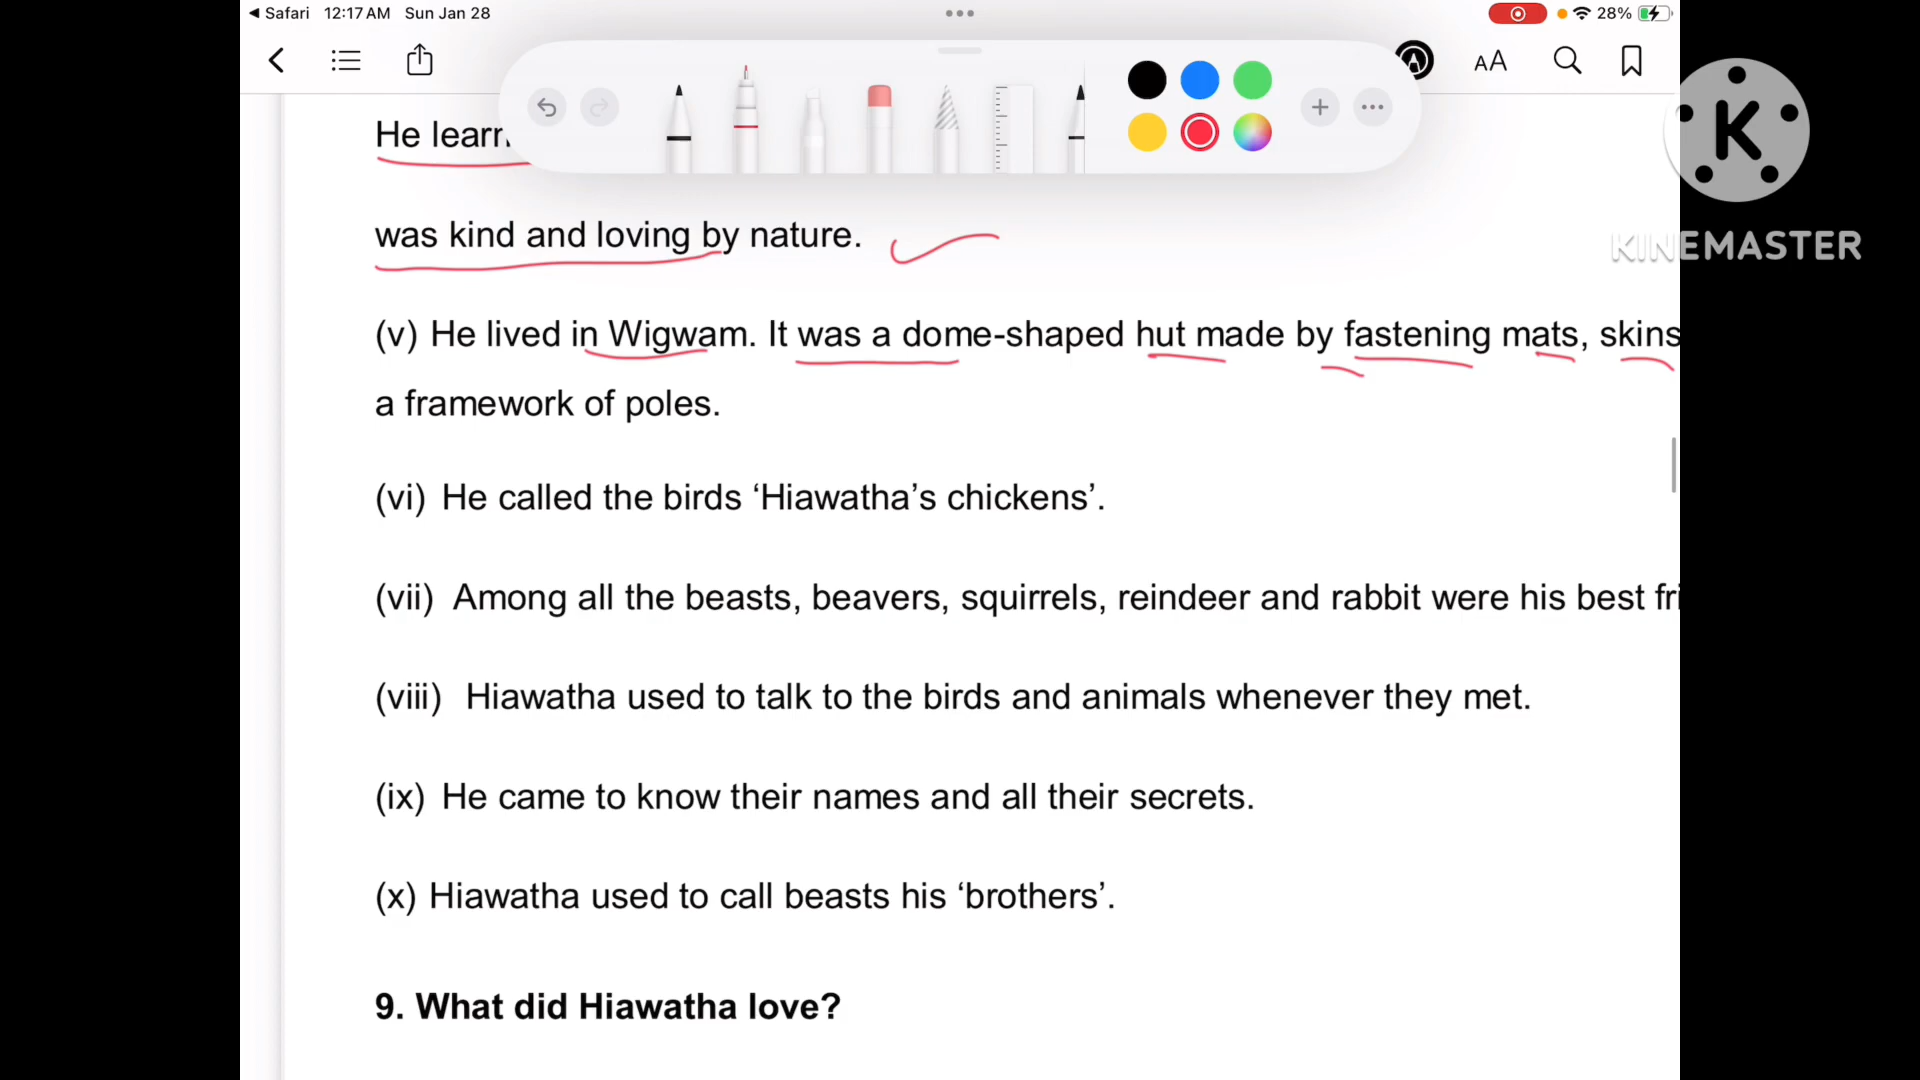 Safari 12:17 AM Sun Jan 28
28%
AA
K
KINEMASTER
He learn
was kind and loving by nature.
(v) He lived in Wigwam. It was a dome-shaped hut made by fastening mats, skins
a framework of poles.
(vi) He called the birds ‘Hiawatha’s chickens’.
(vii) Among all the beasts, beavers, squirrels, reindeer and rabbit were his best fri
(viii) Hiawatha used to talk to the birds and animals whenever they met.
(ix) He came to know their names and all their secrets.
(x) Hiawatha used to call beasts his ‘brothers’.
9. What did Hiawatha love?